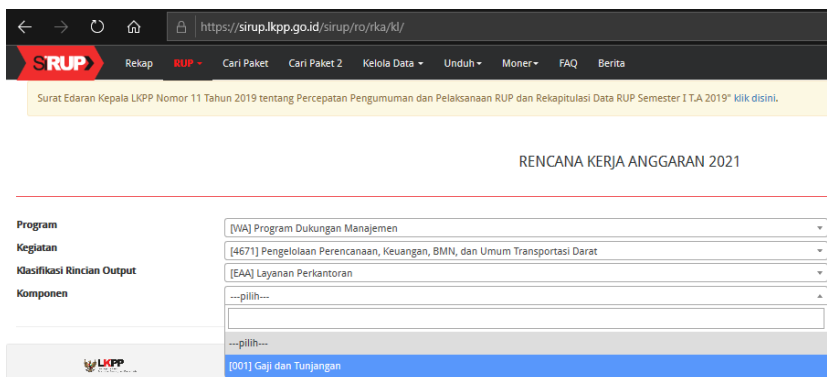 https://sirup.lkpp.go.id/sirup/ro/rka/kl/
SiRUP Rekap RUP Cari Paket Cari Paket 2 Kelola Data Unduh Moner FAQ Berita
Surat Edaran Kepala LKPP Nomor 11 Tahun 2019 tentang Percepatan Pengumuman dan Pelaksanaan RUP dan Rekapitulasi Data RUP Semester I T.A 2019" klik disini.
RENCANA KERJA ANGGARAN 2021
Program [WA] Program Dukungan Manajemen
Kegiatan [4671] Pengelolaan Perencanaan, Keuangan, BMN, dan Umum Transportasi Darat
Klasifikasi Rincian Output [EAA] Layanan Perkantoran
Komponen ---pilih---
---pilih---
LKPP [001] Gaji dan Tunjangan